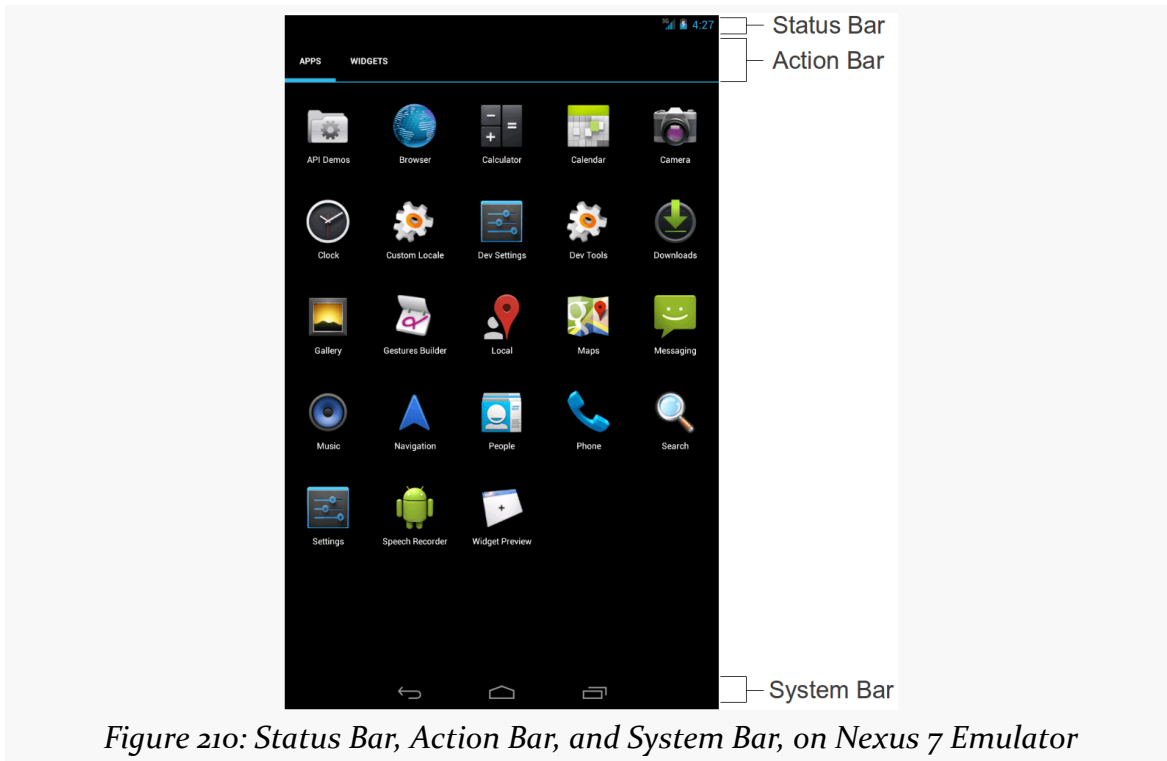 3G 4:27
Status Bar
Action Bar
APPS WIDGETS
API Demos Browser Calculator Calendar Camera
Clock Custom Locale Dev Settings Dev Tools Downloads
Gallery Gestures Builder Local Maps Messaging
Music Navigation People Phone Search
Settings Speech Recorder Widget Preview
System Bar
Figure 210: Status Bar, Action Bar, and System Bar, on Nexus 7 Emulator